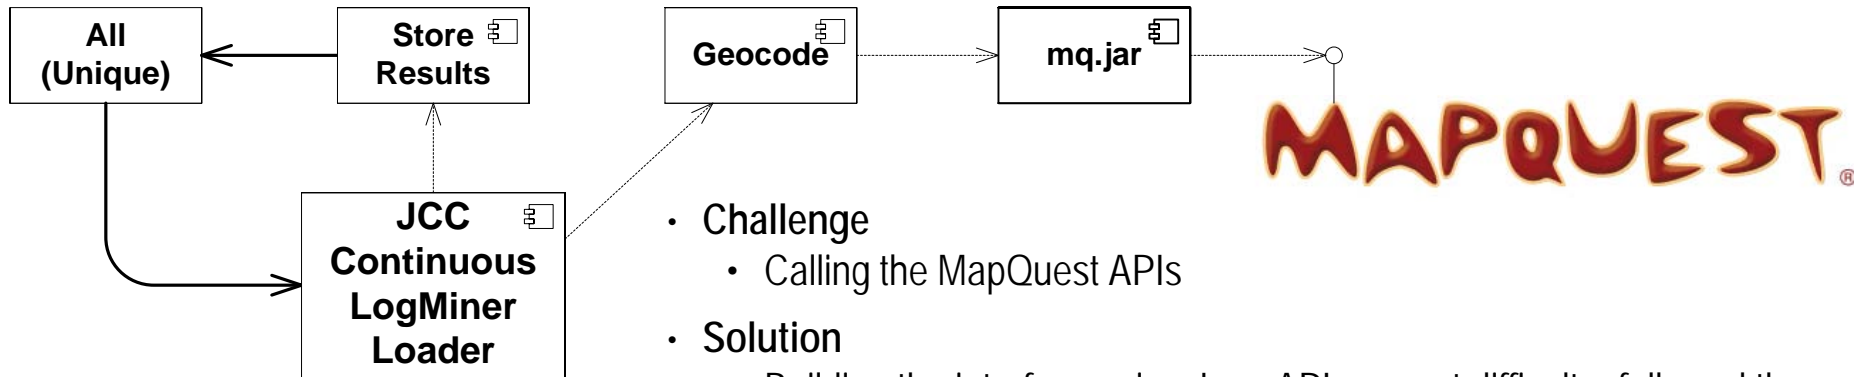 All
(Unique)
Store
Results
Geocode
mq.jar
MAPQUEST®
JCC
Continuous
LogMiner
Loader
• Challenge
• Calling the MapQuest APIs
• Solution